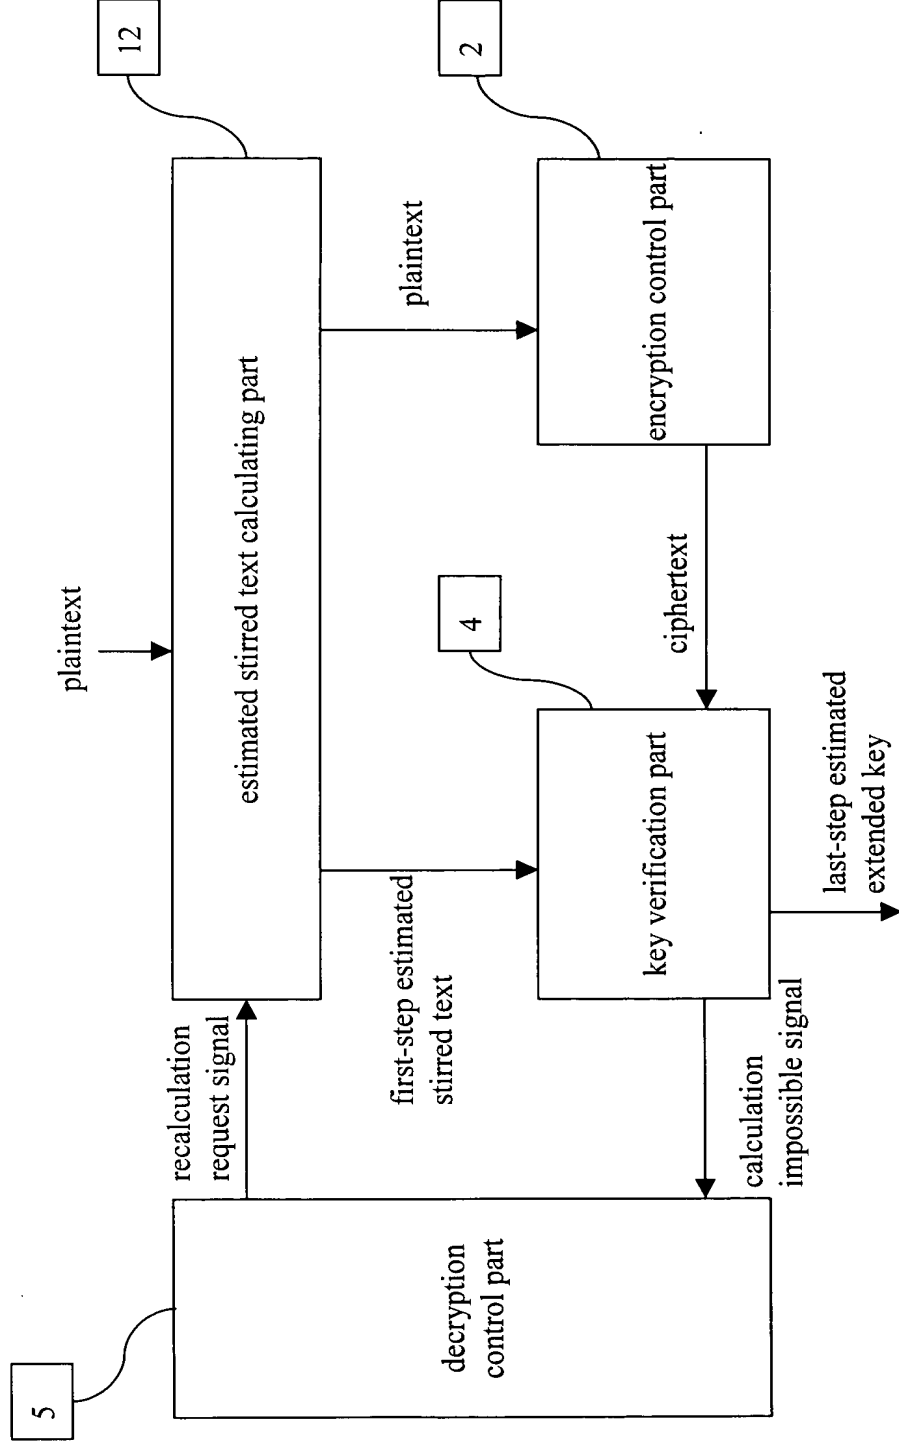 5
decryption
control part
recalculation
request signal
calculation
impossible signal
plaintext
estimated stirred text calculating part
12
first-step estimated
stirred text
plaintext
4
key verification part
last-step estimated
extended key
ciphertext
2
encryption control part